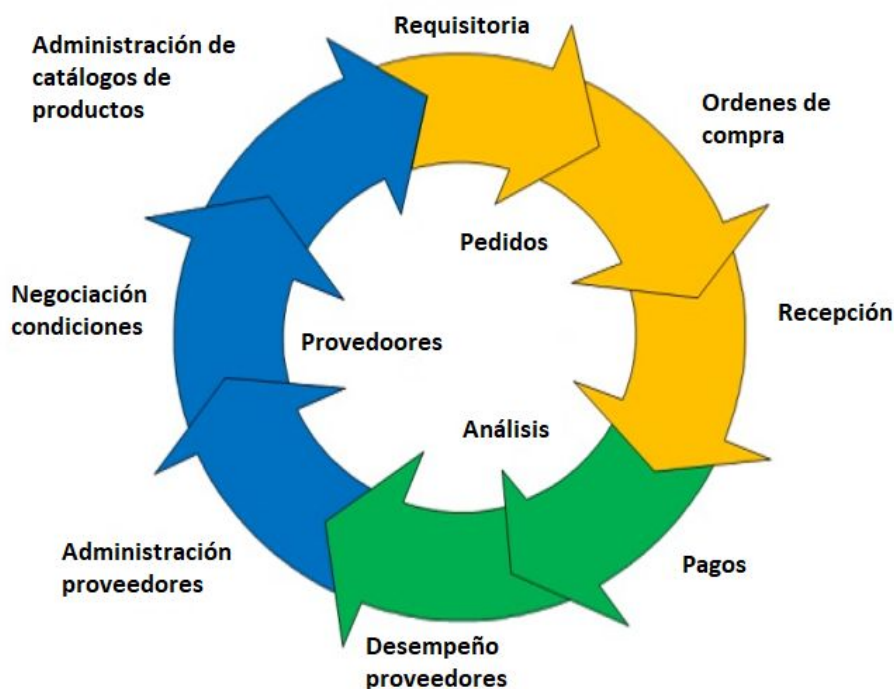 Requisitoria
Administración de
catálogos de
productos
Ordenes de
compra
Pedidos
Negociación
condiciones
Recepción
Provedoores
Análisis
Administración
proveedores
Pagos
Desempeño
proveedores